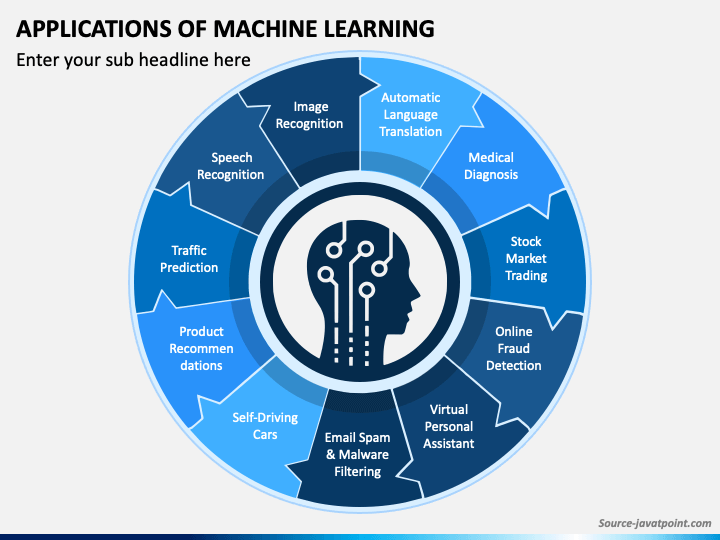 APPLICATIONS OF MACHINE LEARNING
Enter your sub headline here
Image
Recognition
Automatic
Language
Translation
Medical
Diagnosis
Stock
Market
Trading
Online
Fraud
Detection
Virtual
Personal
Assistant
Email Spam
& Malware
Filtering
Self-Driving
Cars
Product
Recommen
dations
Traffic
Prediction
Speech
Recognition
Source-javatpoint.com